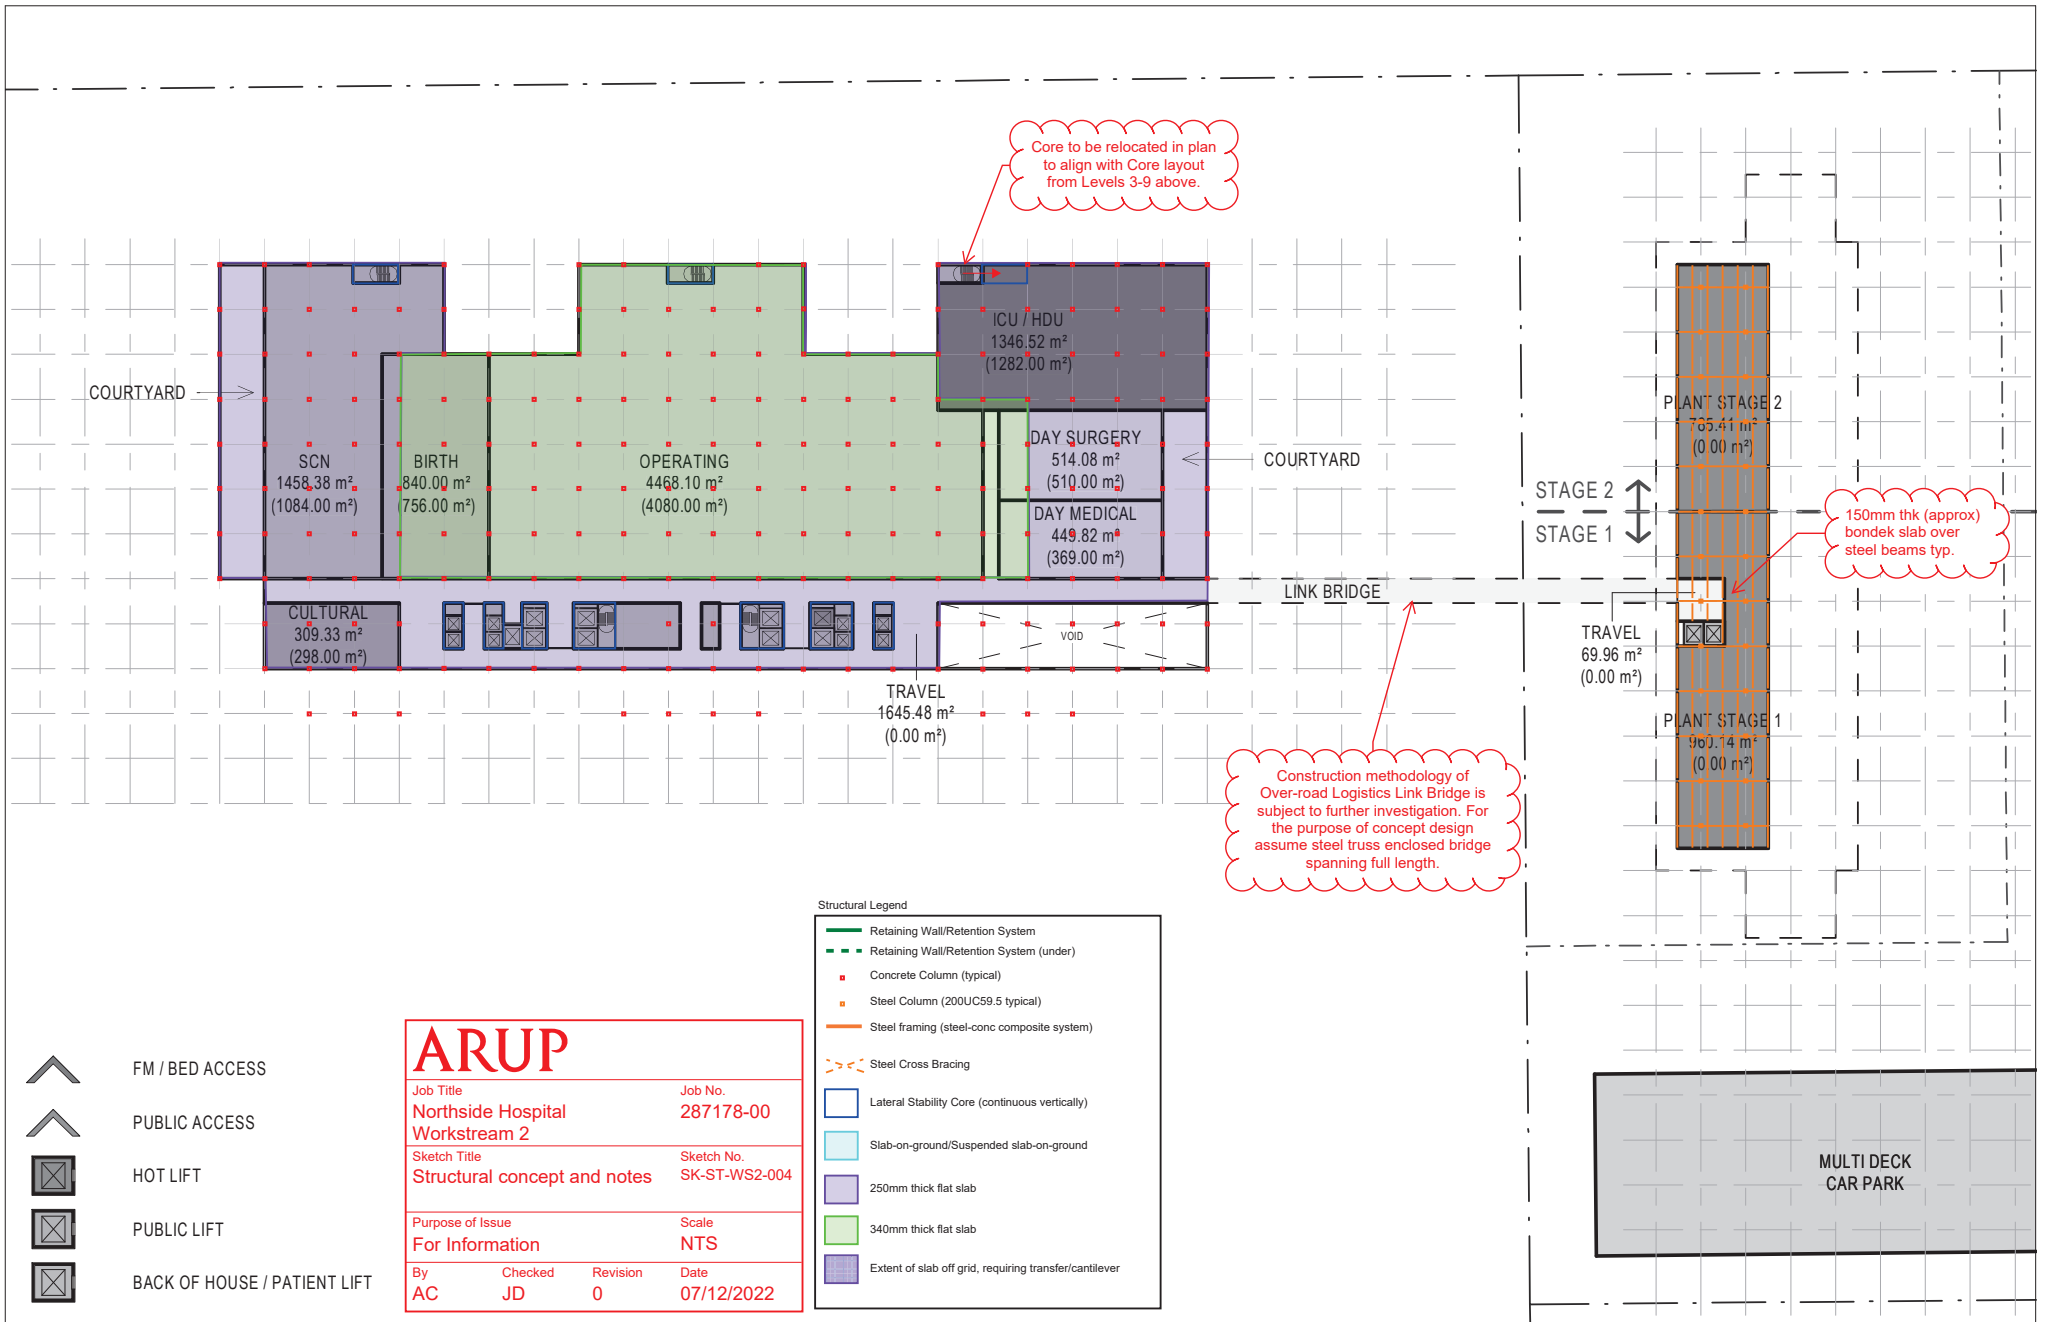 Core to be relocated in plan
to align with Core layout
from Levels 3-9 above.
COURTYARD
ICU / HDU
1346.52 m²
(1282.00 m²)
SCN
1458.38 m²
(1084.00 m²)
BIRTH
840.00 m²
(756.00 m²)
OPERATING
4468.10 m²
(4080.00 m²)
DAY SURGERY
514.08 m²
(510.00 m²)
COURTYARD
DAY MEDICAL
449.82 m²
(369.00 m²)
CULTURAL
309.33 m²
(298.00 m²)
VOID
TRAVEL
1645.48 m²
(0.00 m²)
LINK BRIDGE
STAGE 2
STAGE 1
PLANT STAGE 2
785.41 m²
(0.00 m²)
150mm thk (approx)
bondek slab over
steel beams typ.
TRAVEL
69.96 m²
(0.00 m²)
PLANT STAGE 1
960.14 m²
(0.00 m²)
Construction methodology of
Over-road Logistics Link Bridge is
subject to further investigation. For
the purpose of concept design
assume steel truss enclosed bridge
spanning full length.
FM / BED ACCESS
PUBLIC ACCESS
HOT LIFT
PUBLIC LIFT
BACK OF HOUSE / PATIENT LIFT
ARUP
Job Title
Job No.
Northside Hospital
287178-00
Workstream 2
Sketch Title
Sketch No.
Structural concept and notes
SK-ST-WS2-004
Purpose of Issue
Scale
For Information
NTS
By
Checked
Revision
Date
AC
JD
0
07/12/2022
Structural Legend
Retaining Wall/Retention System
Retaining Wall/Retention System (under)
Concrete Column (typical)
Steel Column (200UC59.5 typical)
Steel framing (steel-conc composite system)
Steel Cross Bracing
Lateral Stability Core (continuous vertically)
Slab-on-ground/Suspended slab-on-ground
250mm thick flat slab
340mm thick flat slab
Extent of slab off grid, requiring transfer/cantilever
MULTI DECK
CAR PARK